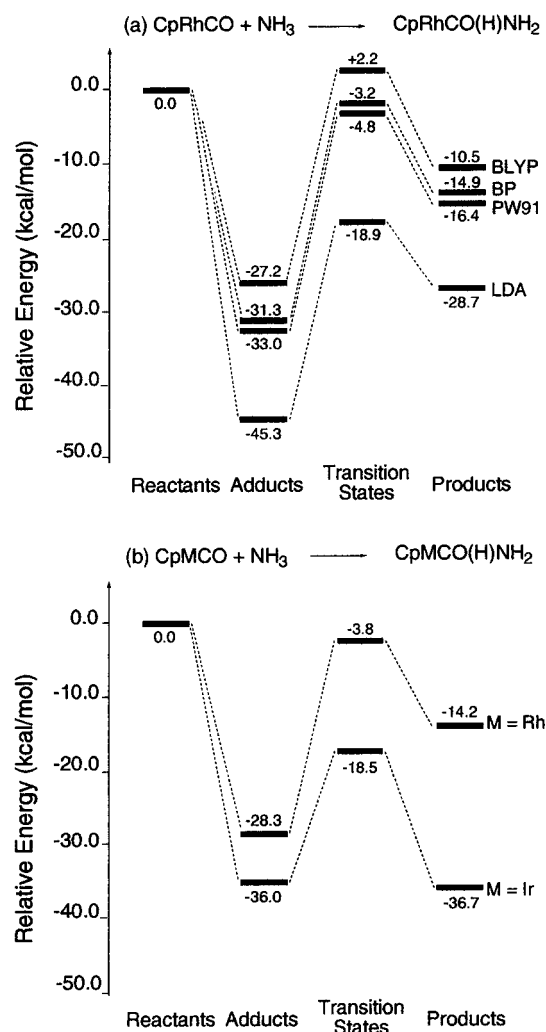 (a) CpRhCO + NH₃ ⟶ CpRhCO(H)NH₂
Relative Energy (kcal/mol)
0.0
-10.0
-20.0
-30.0
-40.0
-50.0
0.0
-27.2
-31.3
-33.0
-45.3
+2.2
-3.2
-4.8
-18.9
-10.5 BLYP
-14.9 BP
-16.4 PW91
-28.7 LDA
Reactants Adducts Transition States Products
(b) CpMCO + NH₃ ⟶ CpMCO(H)NH₂
Relative Energy (kcal/mol)
0.0
-10.0
-20.0
-30.0
-40.0
-50.0
0.0
-28.3
-36.0
-3.8
-18.5
-14.2 M = Rh
-36.7 M = Ir
Reactants Adducts Transition States Products